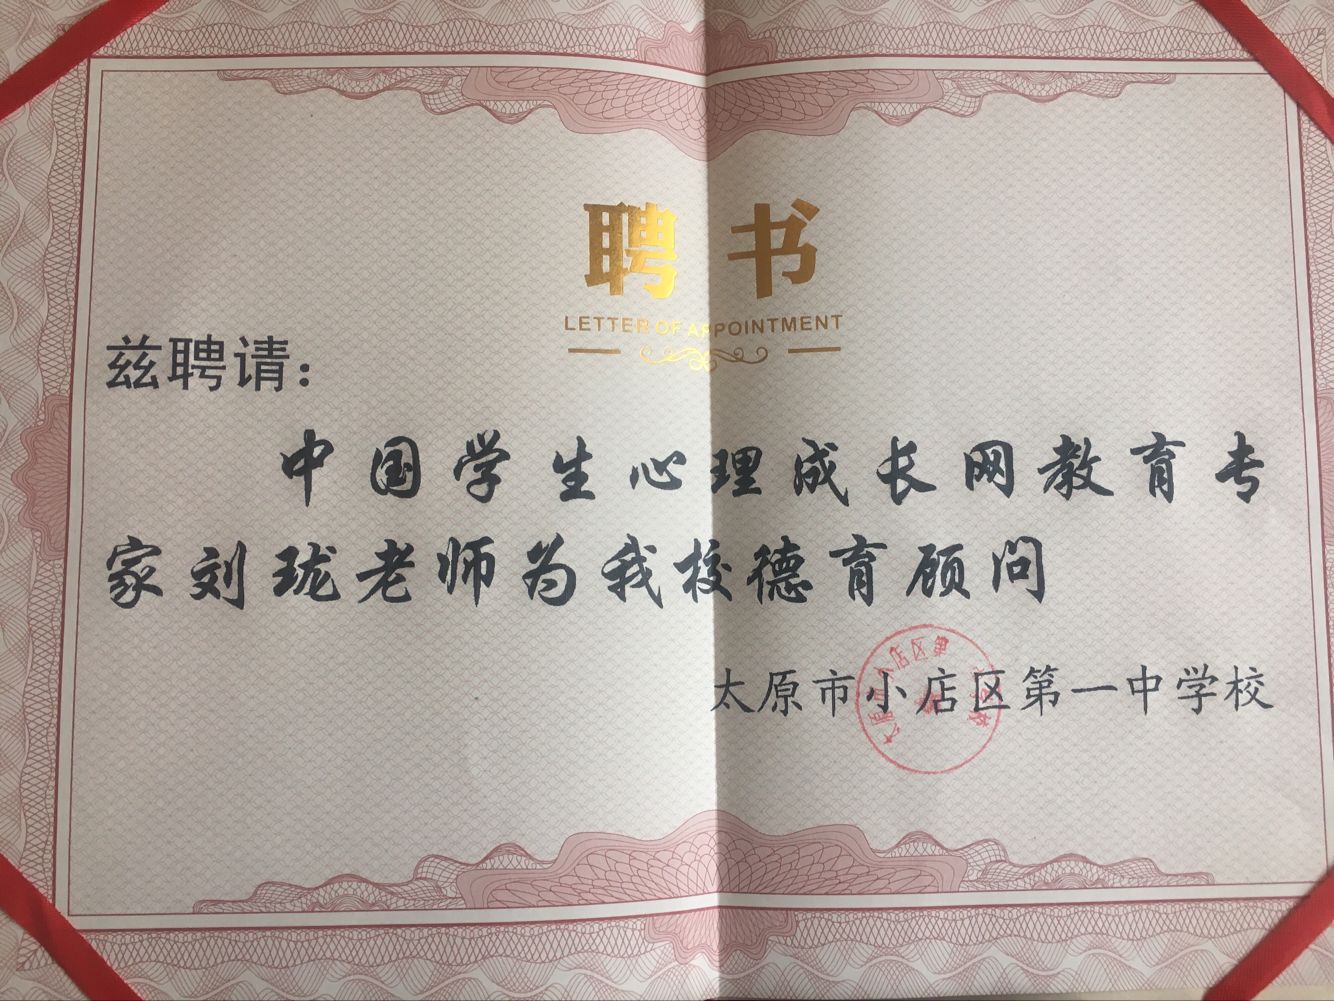 聘书
LETTER OF APPOINTMENT
兹聘请：
中国学生心理成长网教育专
家刘珑老师为我校德育顾问
太原市小店区第一中学校